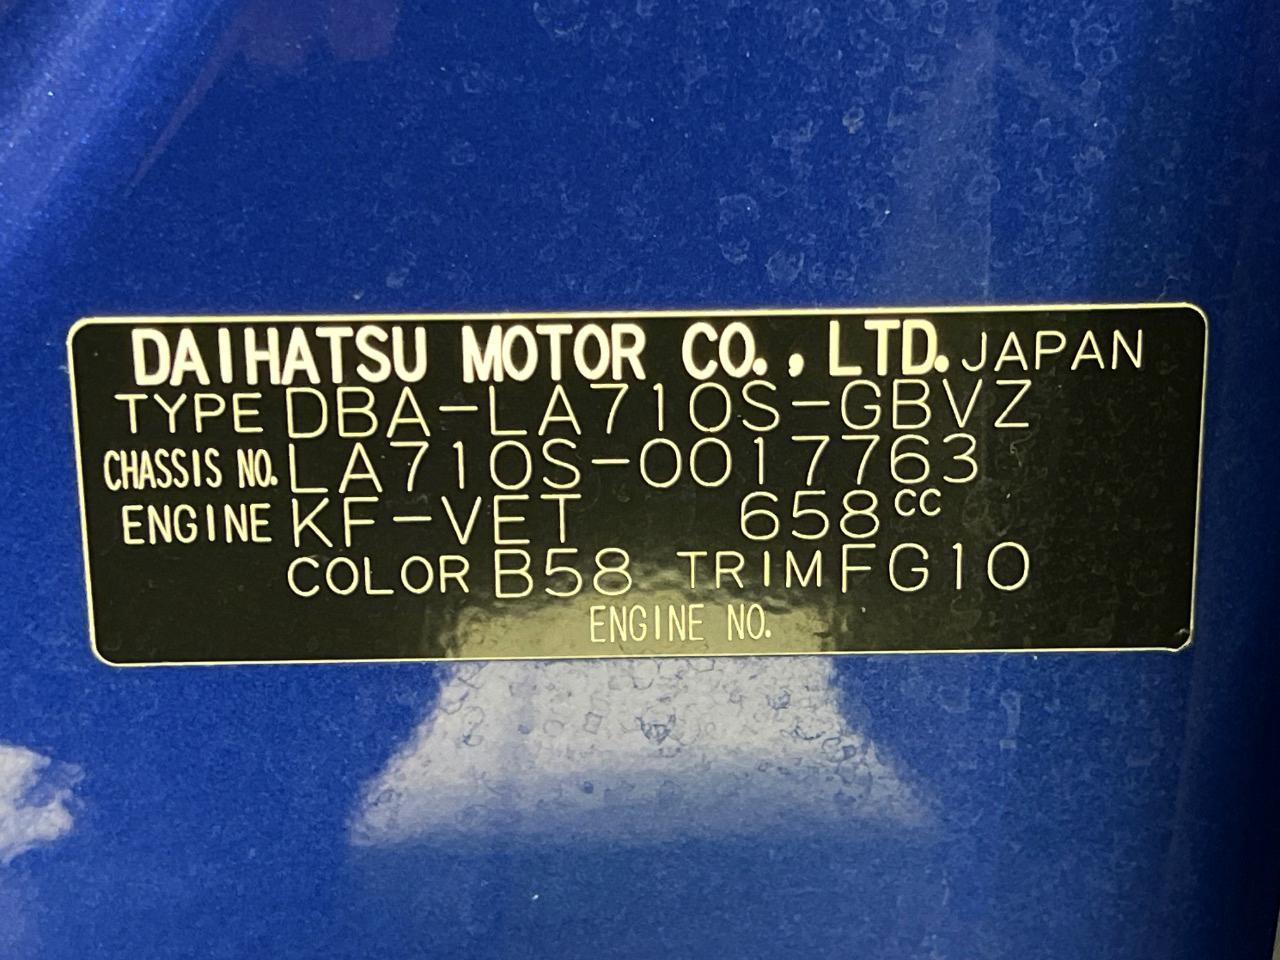 DAIHATSU MOTOR CO., LTD. JAPAN
TYPE DBA-LA710S-GBVZ
CHASSIS NO. LA710S-0017763
ENGINE KF-VET 658cc
COLOR B58 TRIM FG10
ENGINE NO.